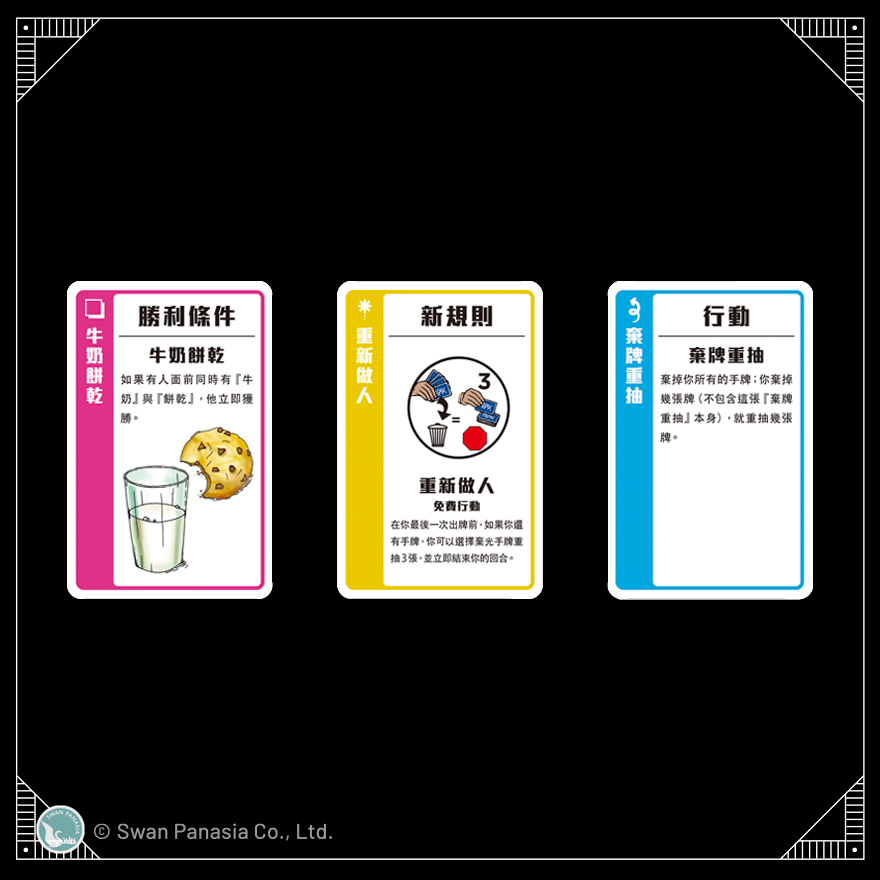 牛奶餅乾
勝利條件
牛奶餅乾
如果有人面前同時有『牛
奶』與『餅乾』，他立即獲
勝。
重新做人
新規則
3
=
重新做人
免費行動
在你最後一次出牌前，如果你還
有手牌，你可以選擇棄光手牌重
抽3張，並立即結束你的回合。
棄牌重抽
行動
棄牌重抽
棄掉你所有的手牌；你棄掉
幾張牌（不包含這張『棄牌
重抽』本身），就重抽幾張
牌。
SWAN PANASIA
© Swan Panasia Co., Ltd.